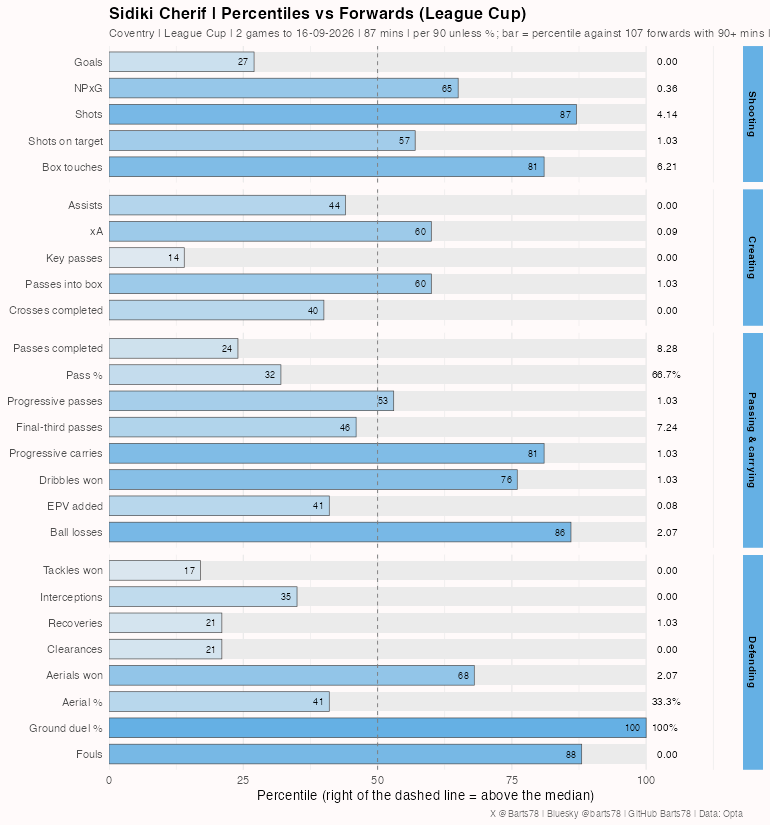 Sidiki Cherif | Percentiles vs Forwards (League Cup)
Coventry | League Cup | 2 games to 16-09-2026 | 87 mins | per 90 unless %; bar = percentile against 107 forwards with 90+ mins |
Goals 27 0.00
NPxG 65 0.36
Shots 87 4.14
Shots on target 57 1.03
Box touches 81 6.21
Shooting
Assists 44 0.00
xA 60 0.09
Key passes 14 0.00
Passes into box 60 1.03
Crosses completed 40 0.00
Creating
Passes completed 24 8.28
Pass % 32 66.7%
Progressive passes 53 1.03
Final-third passes 46 7.24
Progressive carries 81 1.03
Dribbles won 76 1.03
EPV added 41 0.08
Ball losses 86 2.07
Passing & carrying
Tackles won 17 0.00
Interceptions 35 0.00
Recoveries 21 1.03
Clearances 21 0.00
Aerials won 68 2.07
Aerial % 41 33.3%
Ground duel % 100 100%
Fouls 88 0.00
Defending
0 25 50 75 100
Percentile (right of the dashed line = above the median)
X @Barts78 | Bluesky @barts78 | GitHub Barts78 | Data: Opta